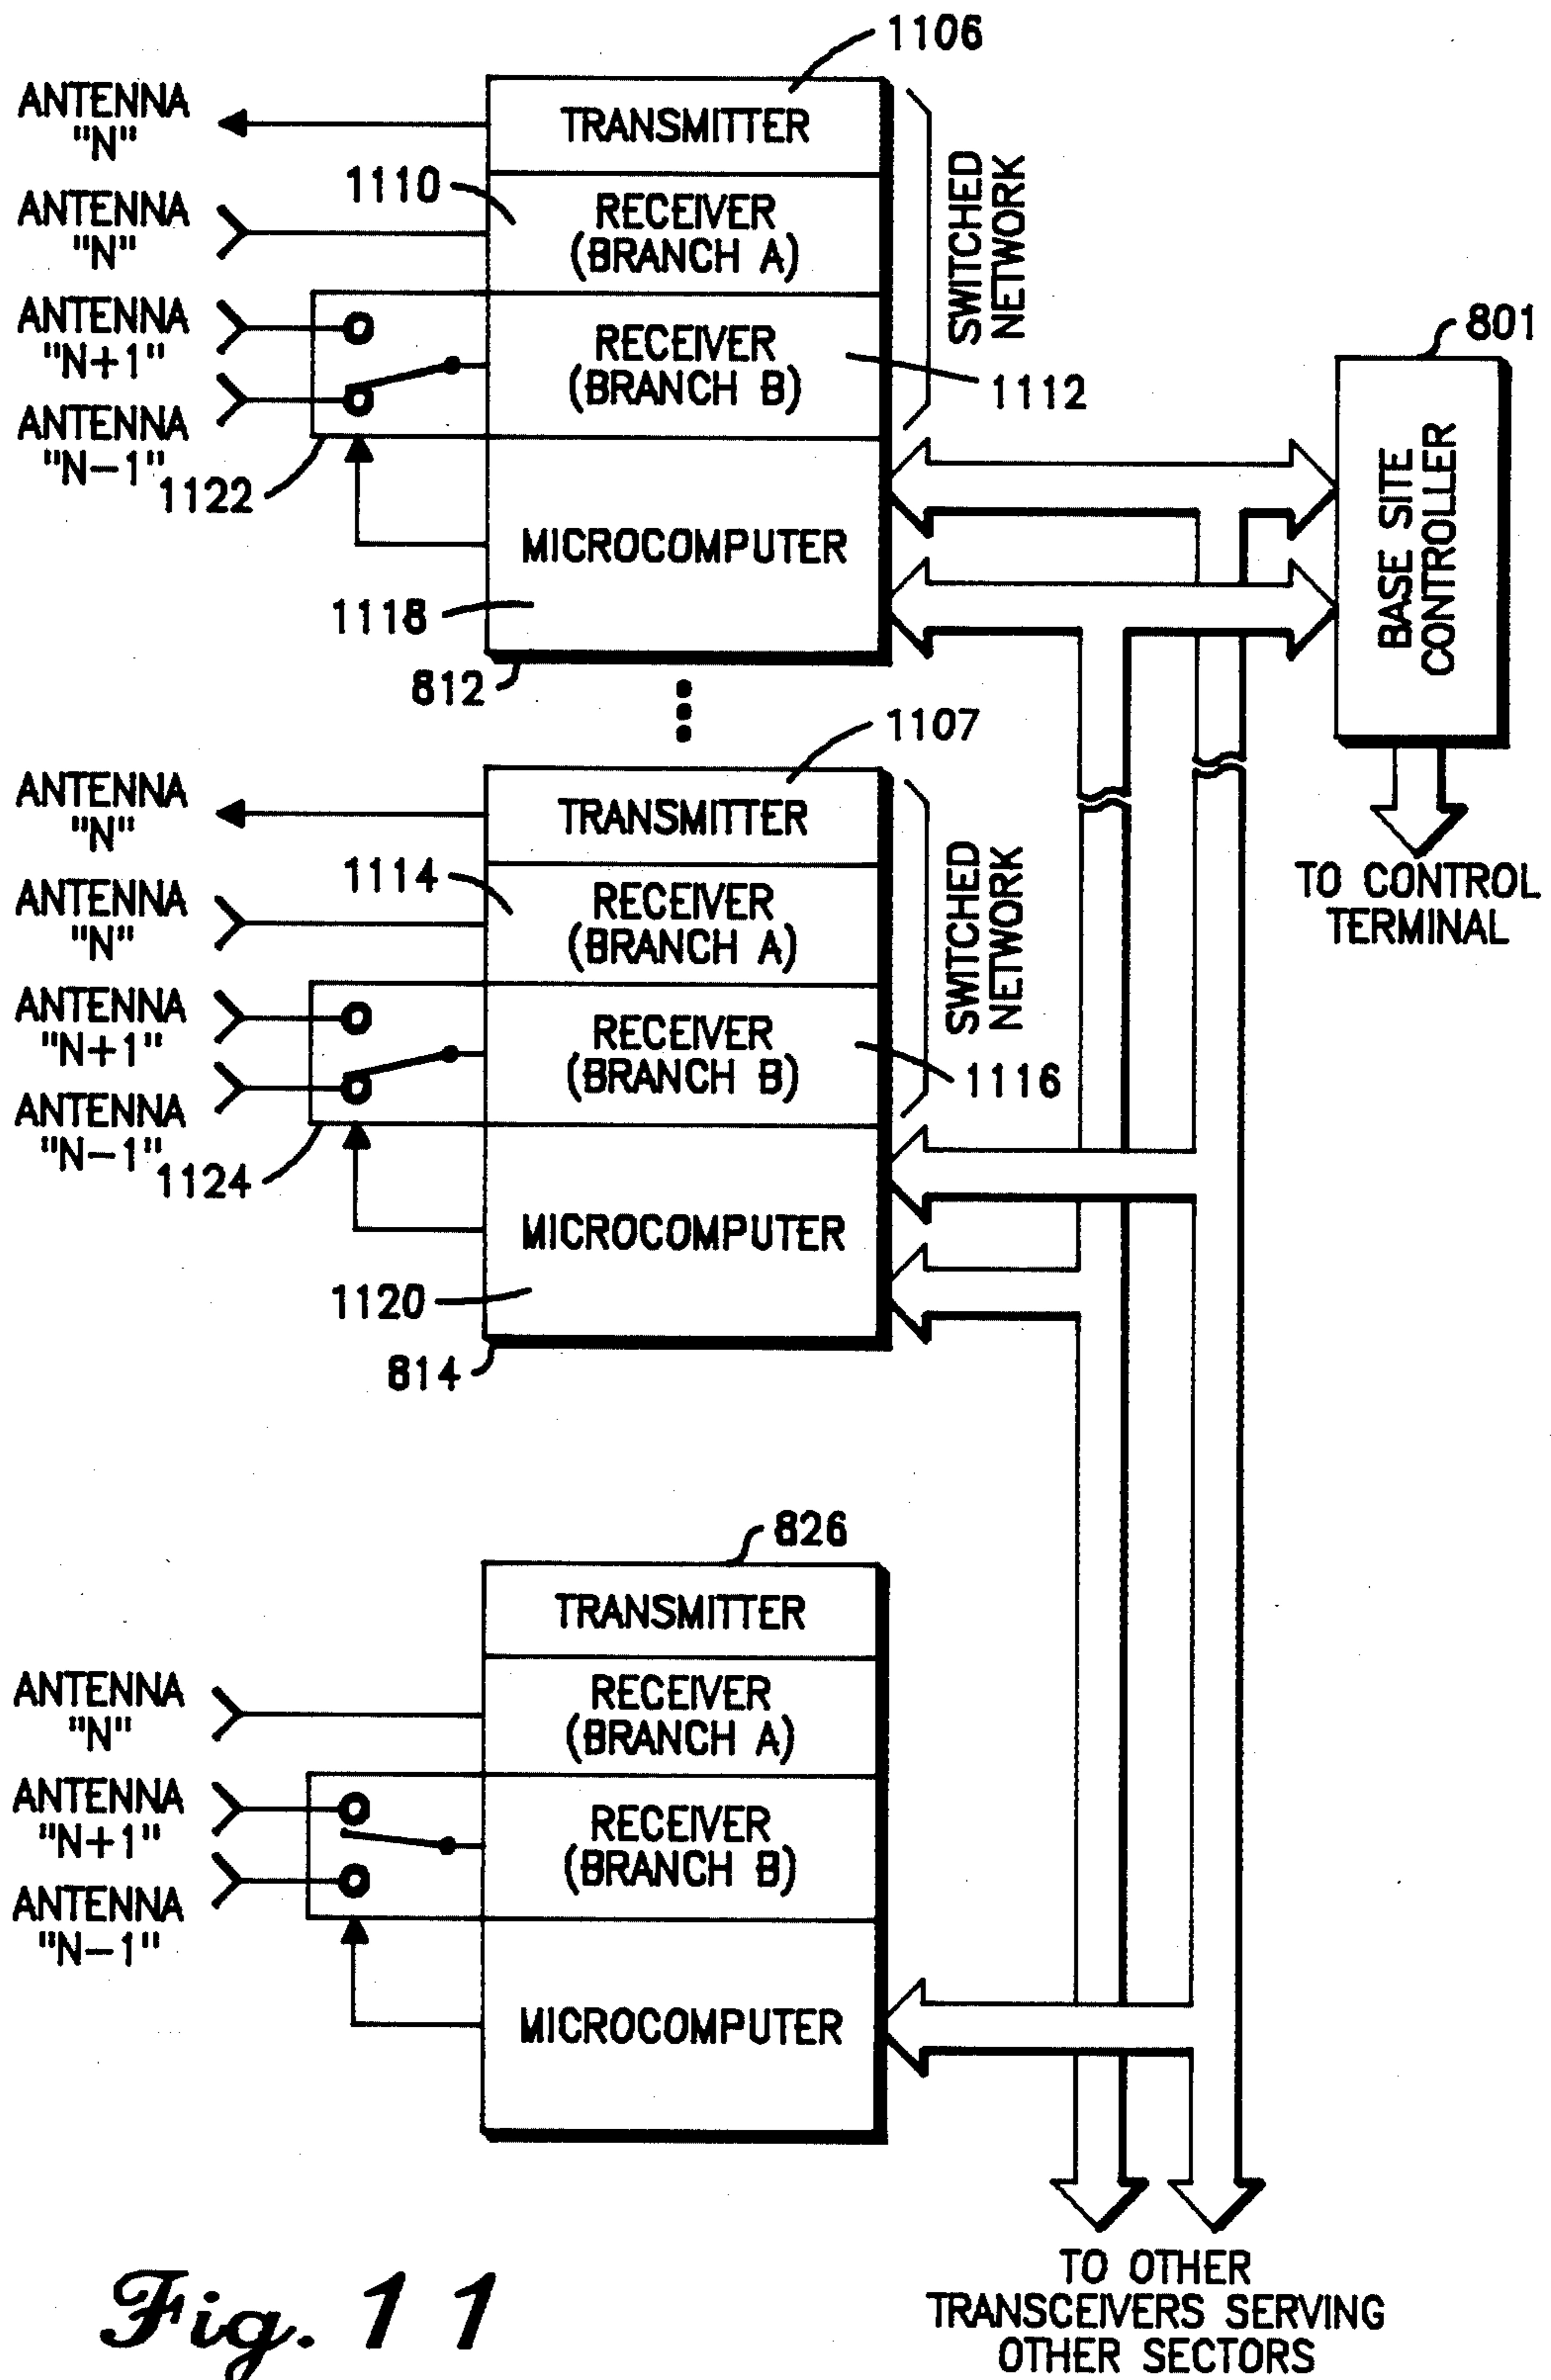 1106
ANTENNA
"N"
TRANSMITTER
1110
ANTENNA
"N"
RECEIVER
(BRANCH A)
SWITCHED
NETWORK
ANTENNA
"N+1"
RECEIVER
(BRANCH B)
1112
801
ANTENNA
"N-1"
1122
MICROCOMPUTER
BASE SITE
CONTROLLER
1118
812
1107
ANTENNA
"N"
TRANSMITTER
1114
ANTENNA
"N"
RECEIVER
(BRANCH A)
SWITCHED
NETWORK
TO CONTROL
TERMINAL
ANTENNA
"N+1"
RECEIVER
(BRANCH B)
1116
ANTENNA
"N-1"
1124
MICROCOMPUTER
1120
814
826
TRANSMITTER
ANTENNA
"N"
RECEIVER
(BRANCH A)
ANTENNA
"N+1"
RECEIVER
(BRANCH B)
ANTENNA
"N-1"
MICROCOMPUTER
TO OTHER
TRANSCEIVERS SERVING
OTHER SECTORS
Fig. 11